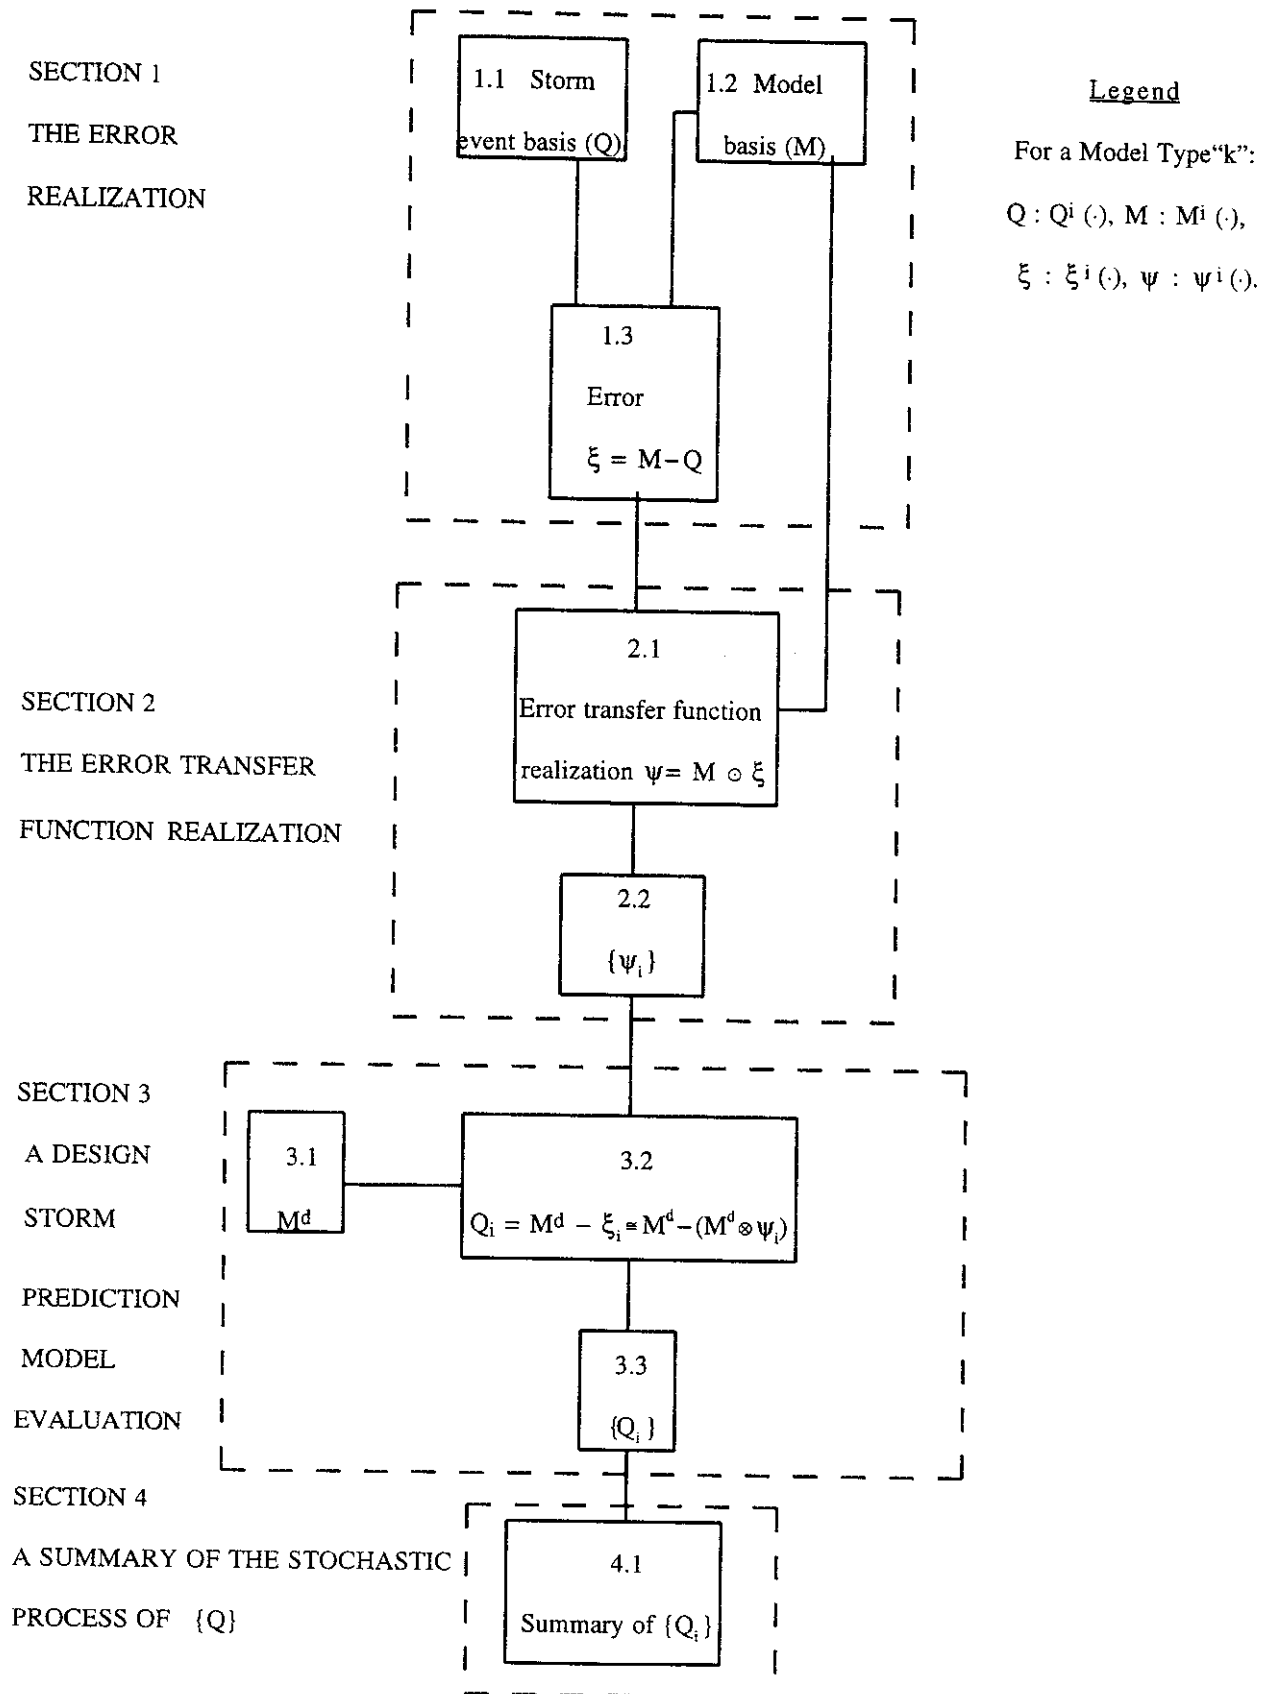 SECTION 1
THE ERROR
REALIZATION
1.1 Storm
event basis (Q)
1.2 Model
basis (M)
Legend
For a Model Type“k”:
Q : Qⁱ (·), M : Mⁱ (·),
ξ : ξⁱ (·), ψ : ψⁱ (·).
1.3
Error
ξ = M–Q
SECTION 2
THE ERROR TRANSFER
FUNCTION REALIZATION
2.1
Error transfer function
realization ψ= M ⊙ ξ
2.2
{ψᵢ}
SECTION 3
A DESIGN
STORM
PREDICTION
MODEL
EVALUATION
3.1
Mᵈ
3.2
Qᵢ = Mᵈ – ξᵢ ≅ Mᵈ–(Mᵈ⊗ψᵢ)
3.3
{Qᵢ}
SECTION 4
A SUMMARY OF THE STOCHASTIC
PROCESS OF {Q}
4.1
Summary of {Qᵢ}